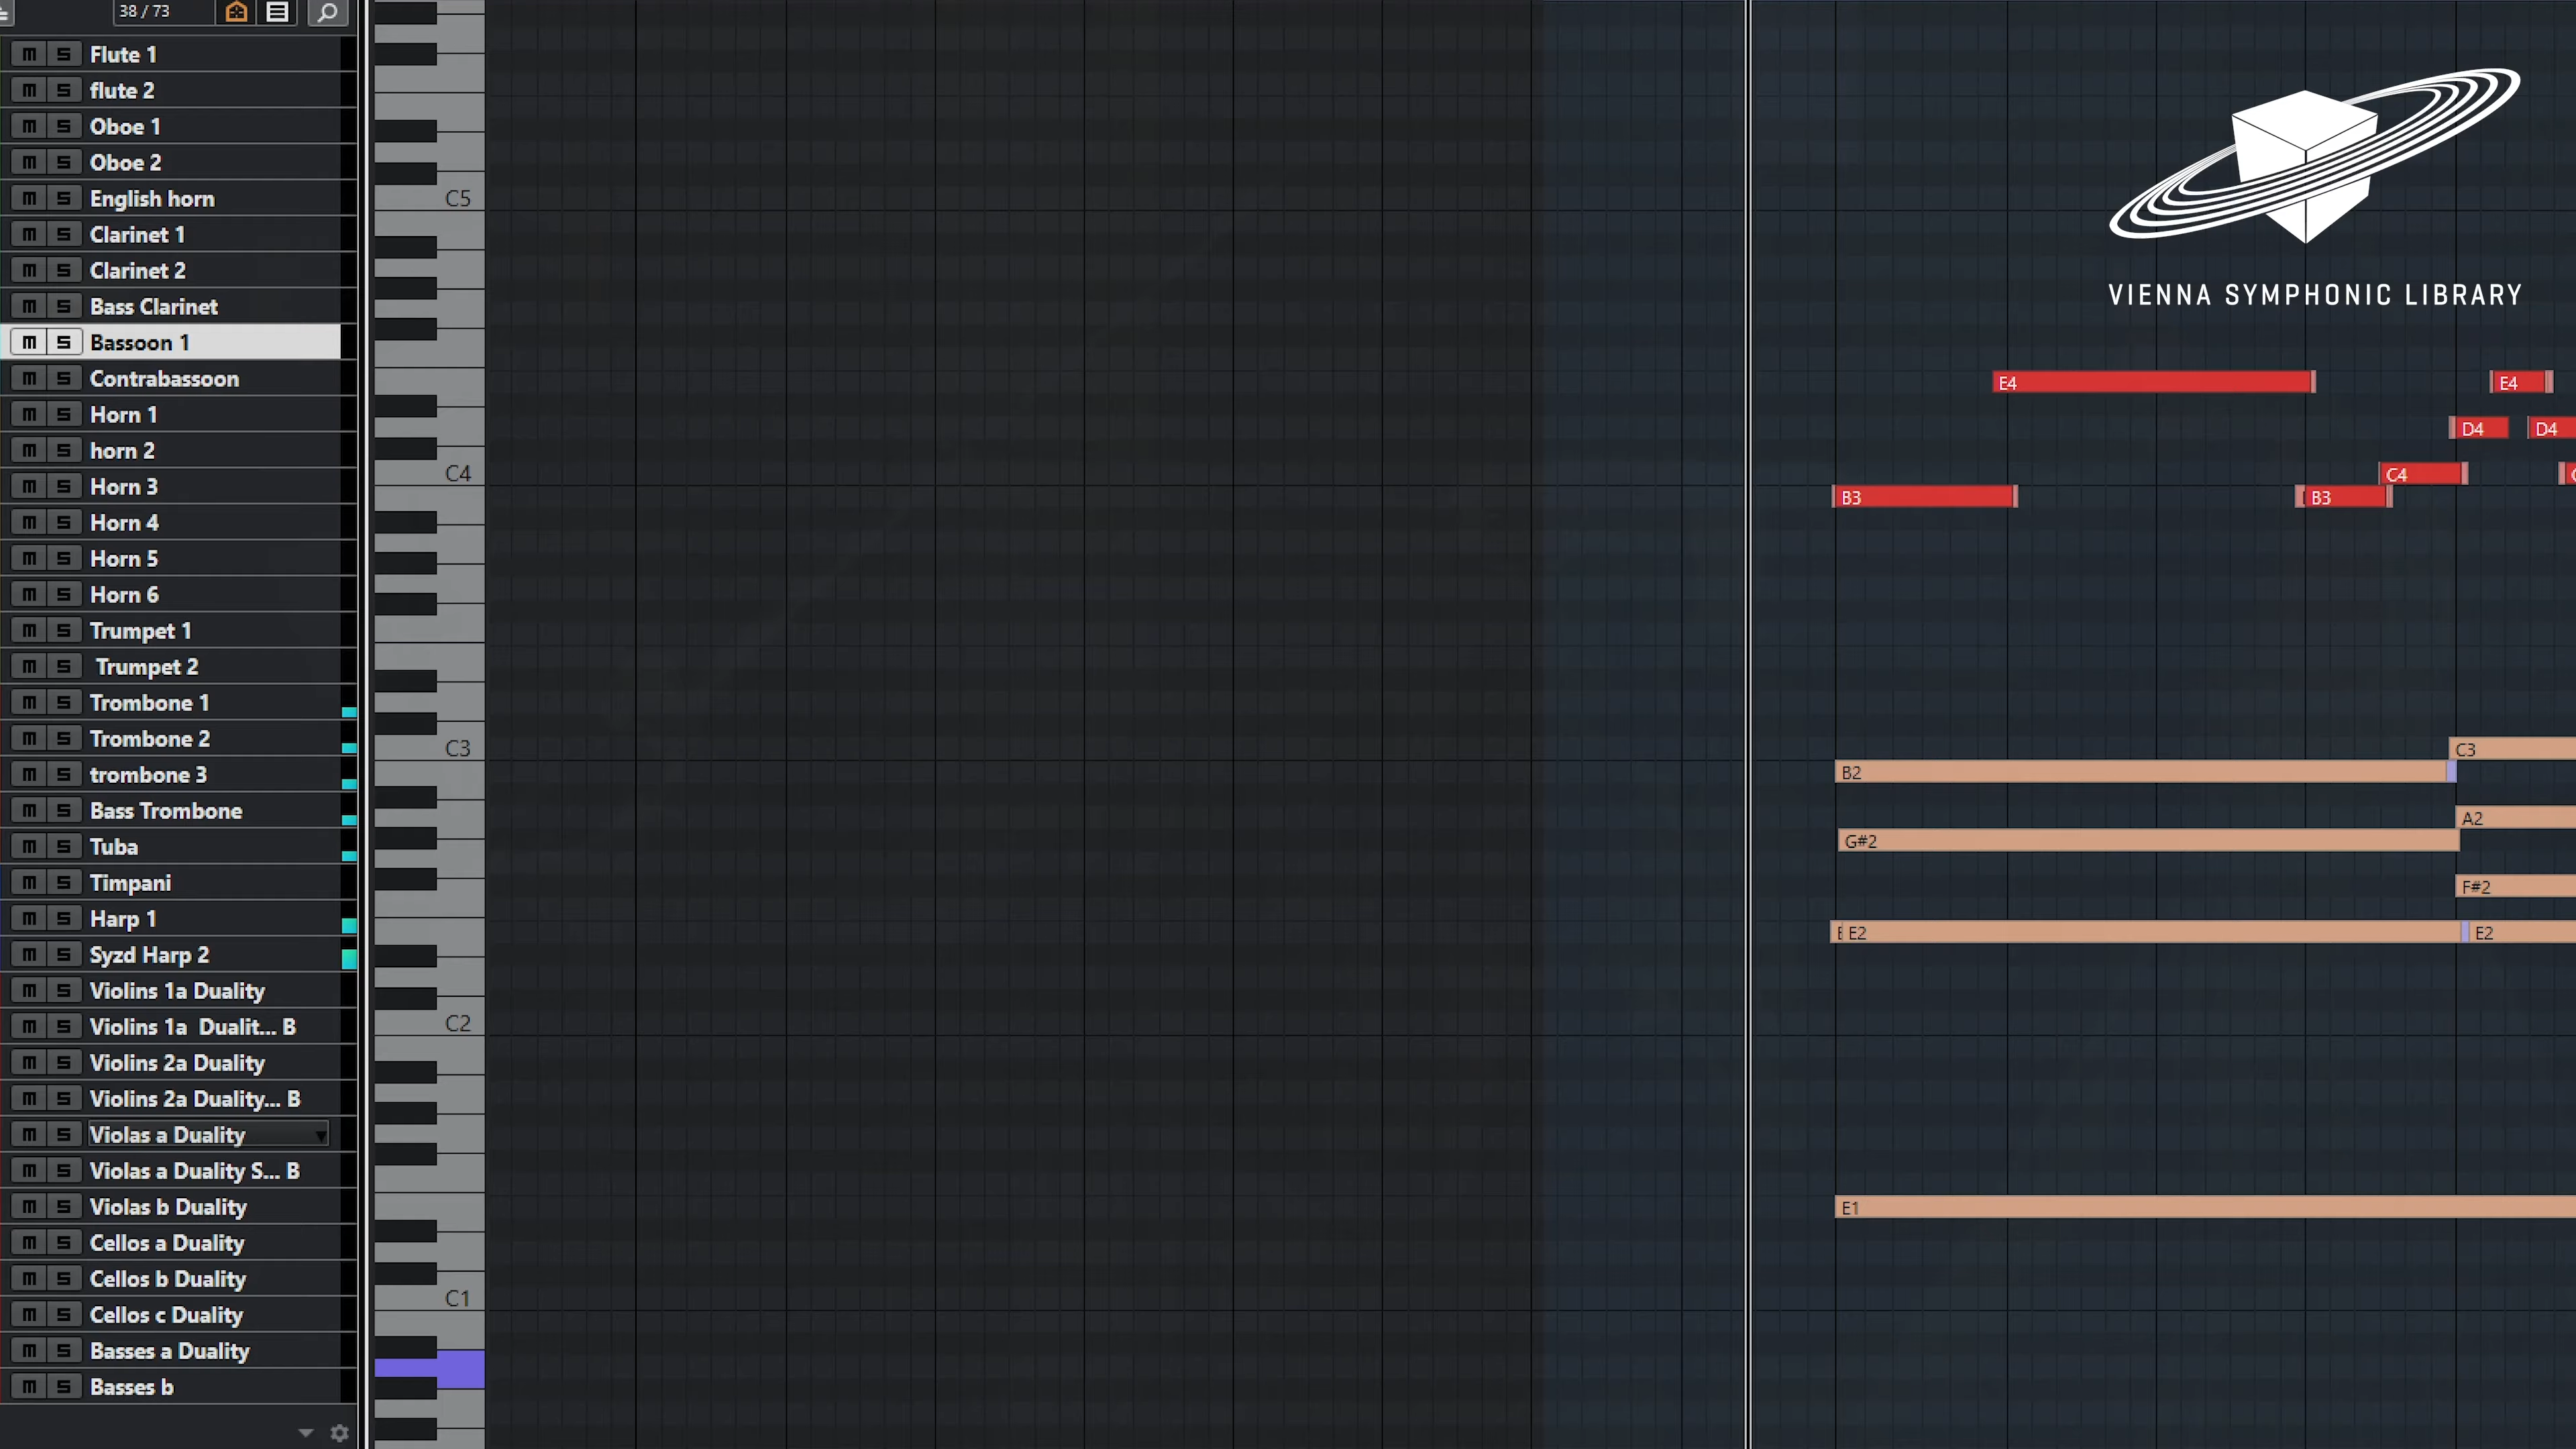 38 / 73
m S Flute 1
m S flute 2
m S Oboe 1
m S Oboe 2
m S English horn
m S Clarinet 1
m S Clarinet 2
m S Bass Clarinet
m S Bassoon 1
m S Contrabassoon
m S Horn 1
m S horn 2
m S Horn 3
m S Horn 4
m S Horn 5
m S Horn 6
m S Trumpet 1
m S Trumpet 2
m S Trombone 1
m S Trombone 2
m S trombone 3
m S Bass Trombone
m S Tuba
m S Timpani
m S Harp 1
m S Syzd Harp 2
m S Violins 1a Duality
m S Violins 1a Dualit... B
m S Violins 2a Duality
m S Violins 2a Duality... B
m S Violas a Duality
m S Violas a Duality S... B
m S Violas b Duality
m S Cellos a Duality
m S Cellos b Duality
m S Cellos c Duality
m S Basses a Duality
m S Basses b
C5
C4
C3
C2
C1
VIENNA SYMPHONIC LIBRARY
E4 E4
D4 D4
C4
B3 B3
C3
B2
A2
G#2
F#2
E2 E2
E1